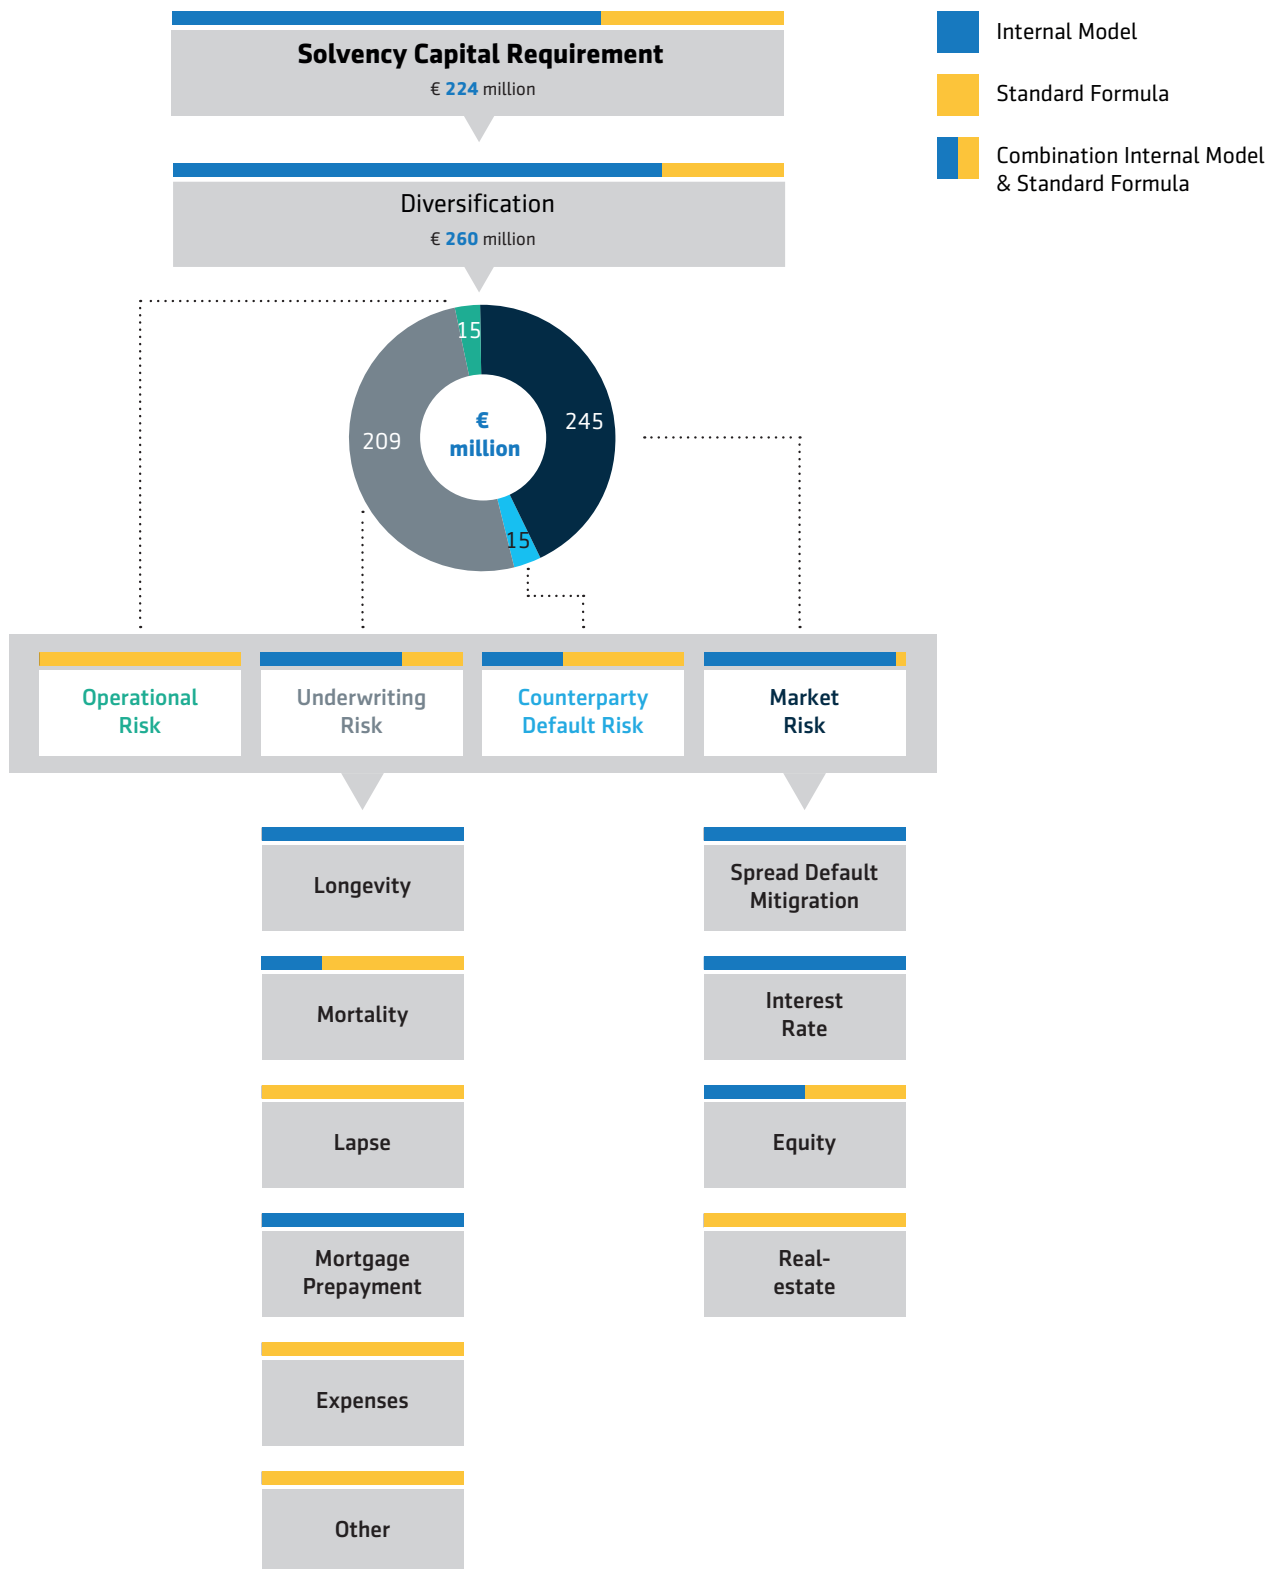 Solvency Capital Requirement
€ 224 million
Internal Model
Standard Formula
Combination Internal Model
& Standard Formula
Diversification
€ 260 million
15
245
209
€
million
15
Operational
Risk
Underwriting
Risk
Counterparty
Default Risk
Market
Risk
Longevity
Mortality
Lapse
Mortgage
Prepayment
Expenses
Other
Spread Default
Mitigration
Interest
Rate
Equity
Real-
estate